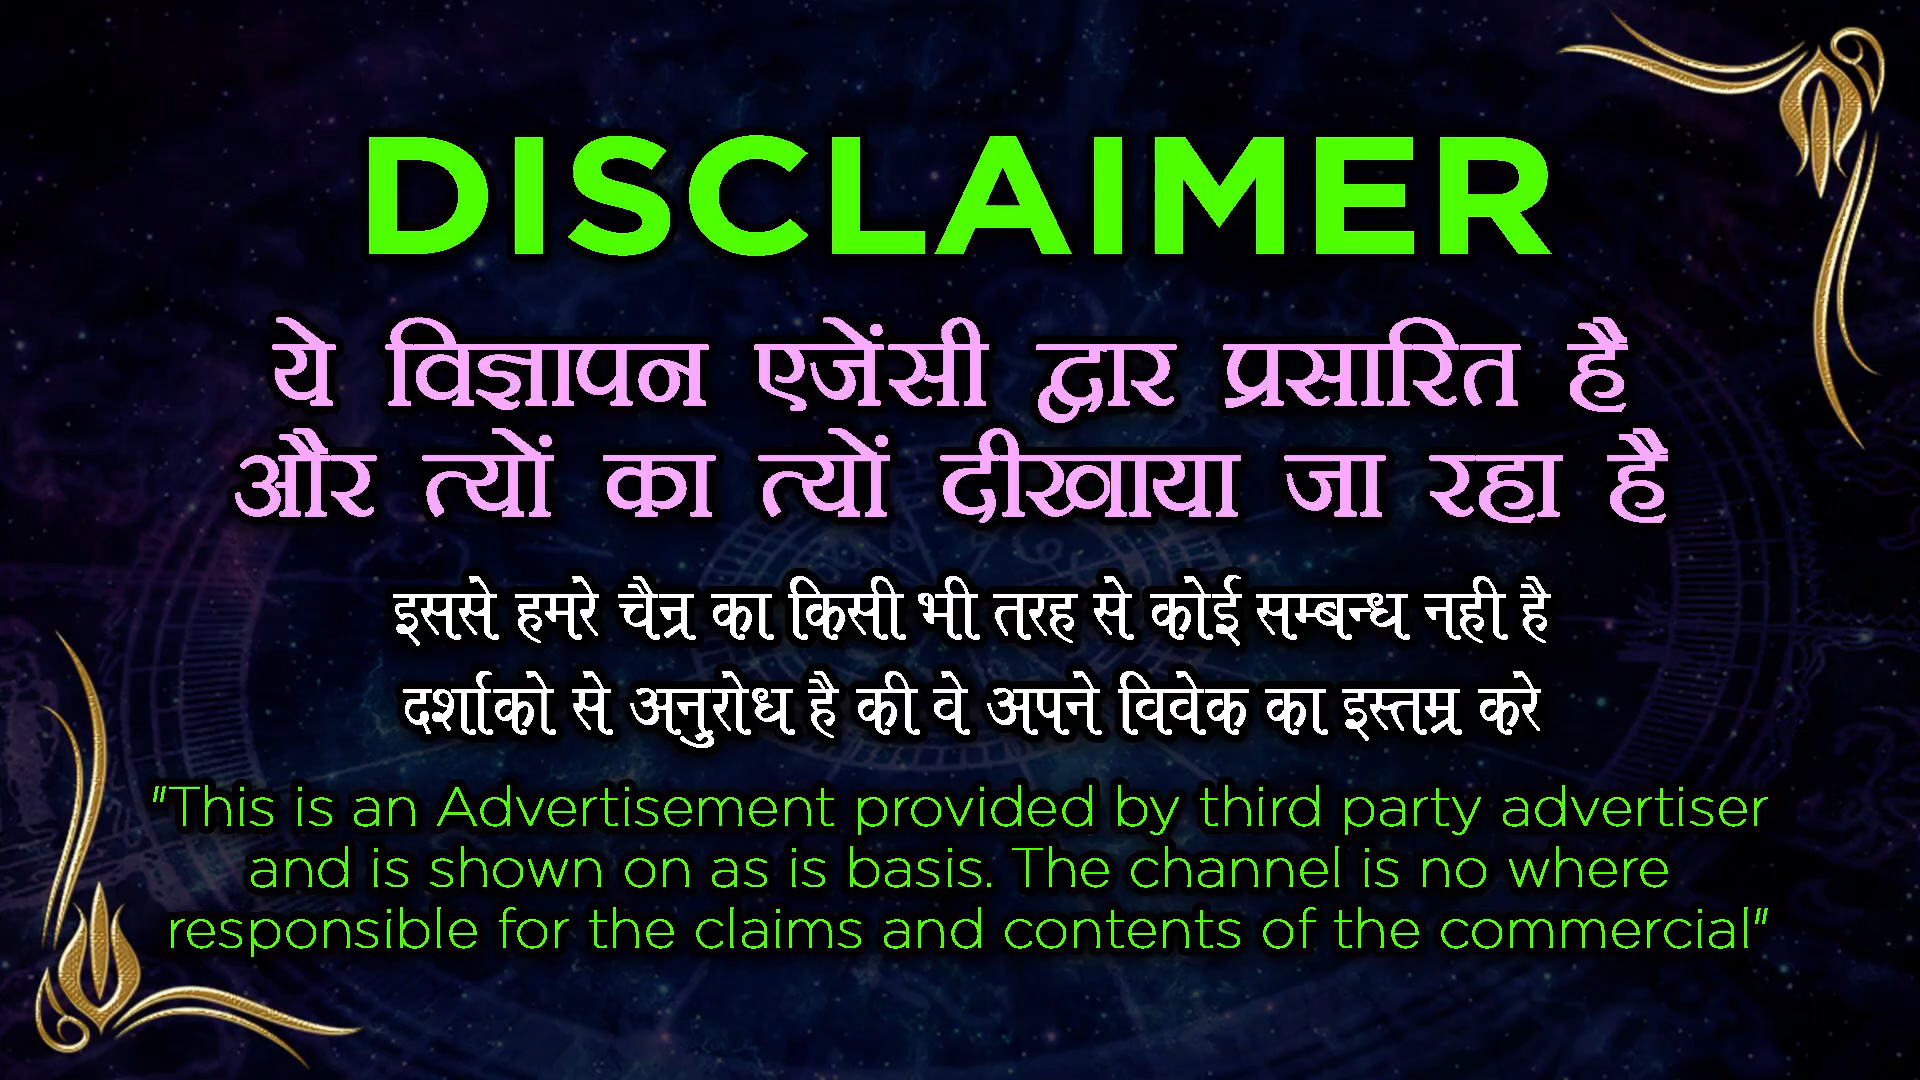 DISCLAIMER
ये विज्ञापन एजेंसी द्वार प्रसारित है
और त्यों का त्यों दीखाया जा रहा है
इससे हमरे चैन्र का किसी भी तरह से कोई सम्बन्ध नही है
दर्शाको से अनुरोध है की वे अपने विवेक का इस्तम्र करे
"This is an Advertisement provided by third party advertiser
and is shown on as is basis. The channel is no where
responsible for the claims and contents of the commercial"